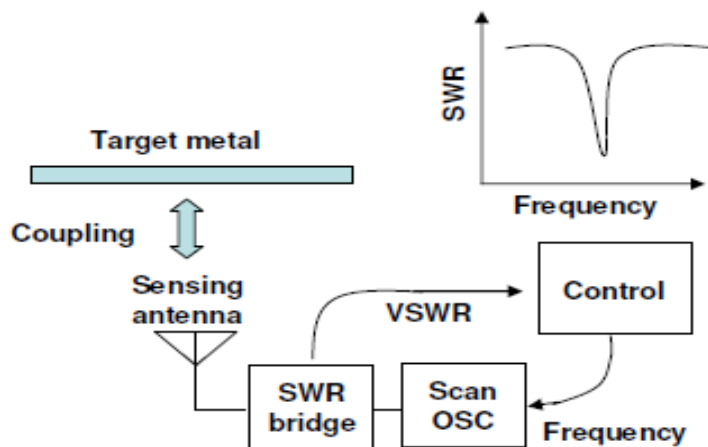 SWR
Frequency
Target metal
Coupling
Sensing
antenna
VSWR
Control
SWR
bridge
Scan
OSC
Frequency